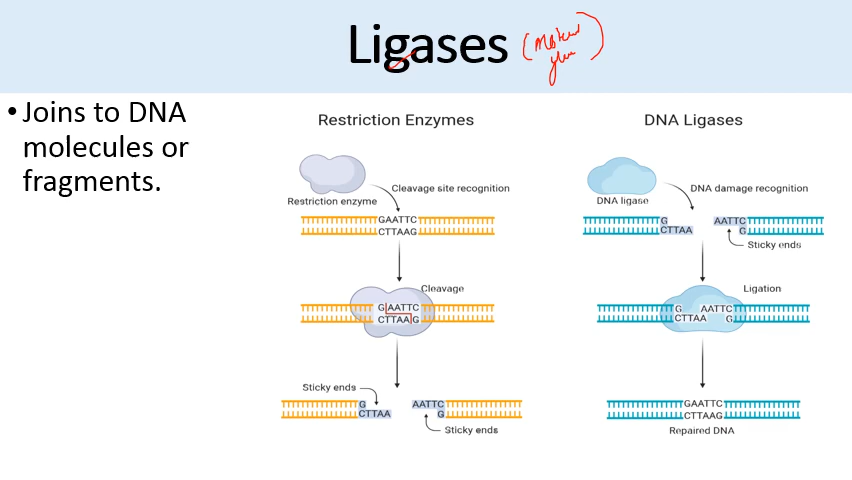 Ligases
• Joins to DNA
molecules or
fragments.
Restriction Enzymes
Restriction enzyme
Cleavage site recognition
GAATTC
CTTAAG
Cleavage
GAATTC
CTTAAG
Sticky ends
G
CTTAA
AATTC
G
Sticky ends
DNA Ligases
DNA ligase
DNA damage recognition
G
CTTAA
AATTC
G
Sticky ends
Ligation
G AATTC
CTTAA G
GAATTC
CTTAAG
Repaired DNA